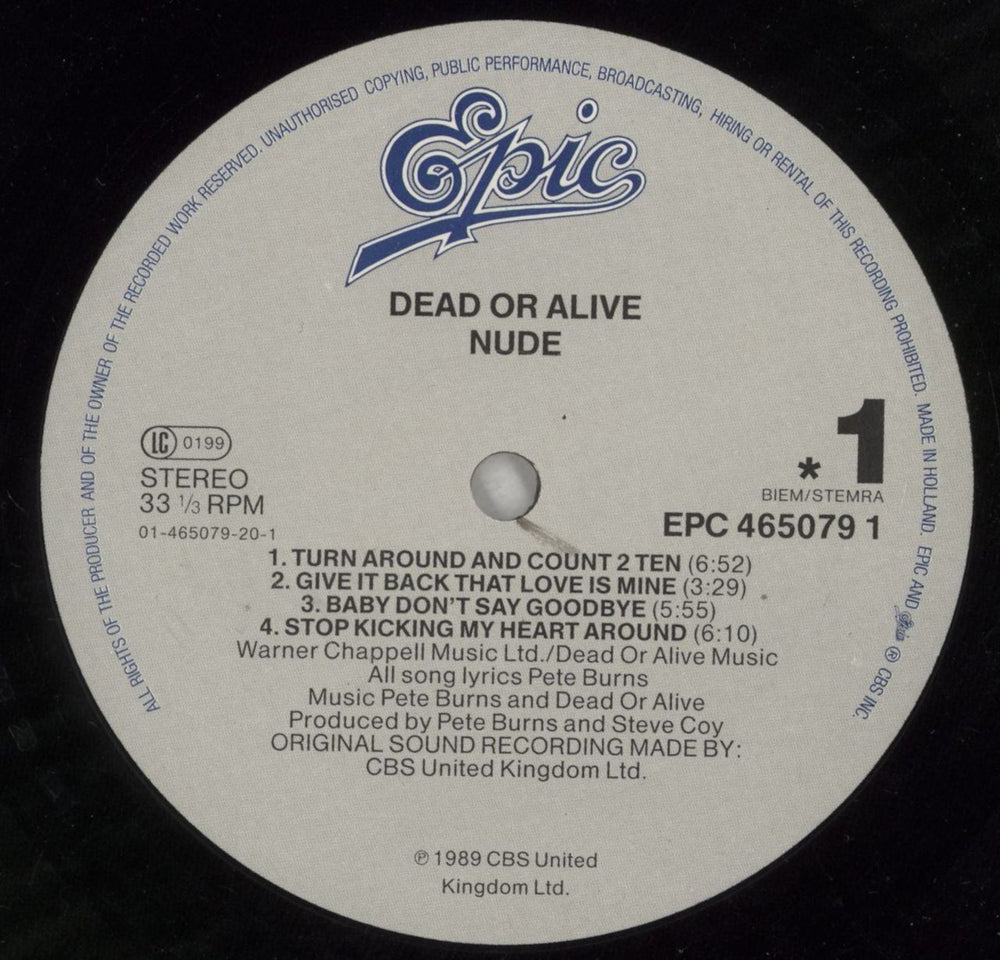 ALL RIGHTS OF THE PRODUCER AND OF THE OWNER OF THE RECORDED WORK RESERVED. UNAUTHORISED COPYING, PUBLIC PERFORMANCE, BROADCASTING, HIRING OR RENTAL OF THIS RECORDING PROHIBITED. MADE IN HOLLAND. EPIC AND Epic ® CBS INC.
Epic
DEAD OR ALIVE
NUDE
LC 0199
STEREO
33 1/3 RPM
01-465079-20-1
* 1
BIEM/STEMRA
EPC 465079 1
1. TURN AROUND AND COUNT 2 TEN (6:52)
2. GIVE IT BACK THAT LOVE IS MINE (3:29)
3. BABY DON'T SAY GOODBYE (5:55)
4. STOP KICKING MY HEART AROUND (6:10)
Warner Chappell Music Ltd./Dead Or Alive Music
All song lyrics Pete Burns
Music Pete Burns and Dead Or Alive
Produced by Pete Burns and Steve Coy
ORIGINAL SOUND RECORDING MADE BY:
CBS United Kingdom Ltd.
℗ 1989 CBS United
Kingdom Ltd.